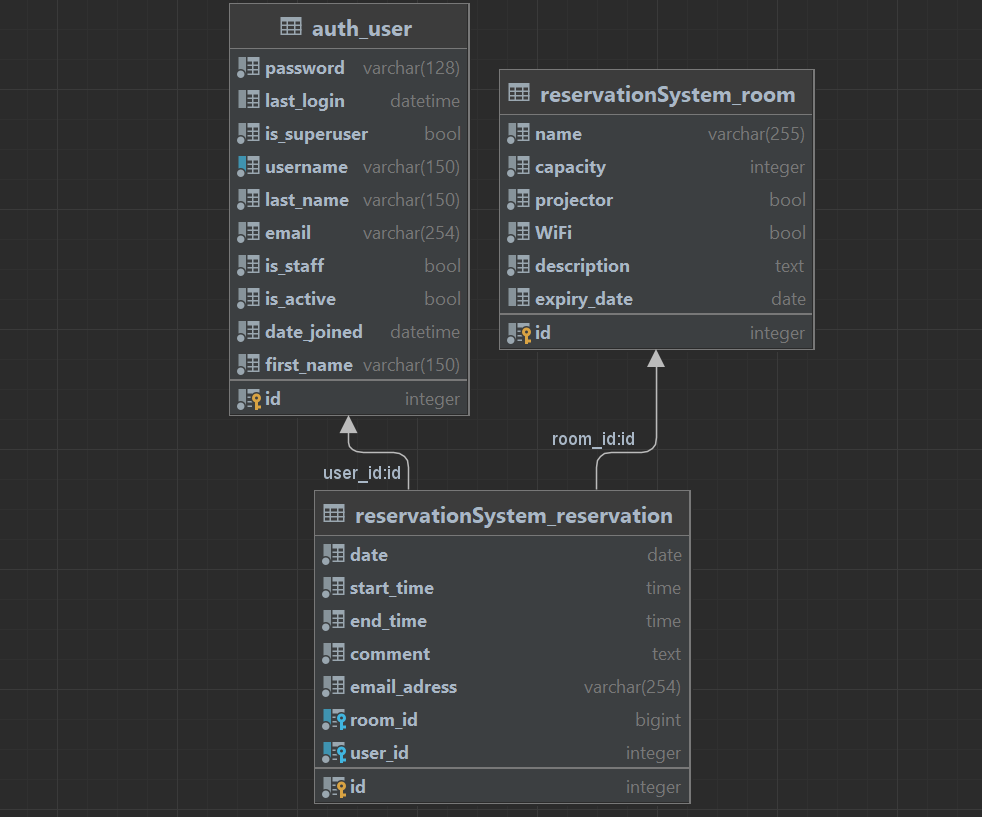 auth_user
password varchar(128)
last_login datetime
is_superuser bool
username varchar(150)
last_name varchar(150)
email varchar(254)
is_staff bool
is_active bool
date_joined datetime
first_name varchar(150)
id integer
reservationSystem_room
name varchar(255)
capacity integer
projector bool
WiFi bool
description text
expiry_date date
id integer
room_id:id
user_id:id
reservationSystem_reservation
date date
start_time time
end_time time
comment text
email_adress varchar(254)
room_id bigint
user_id integer
id integer